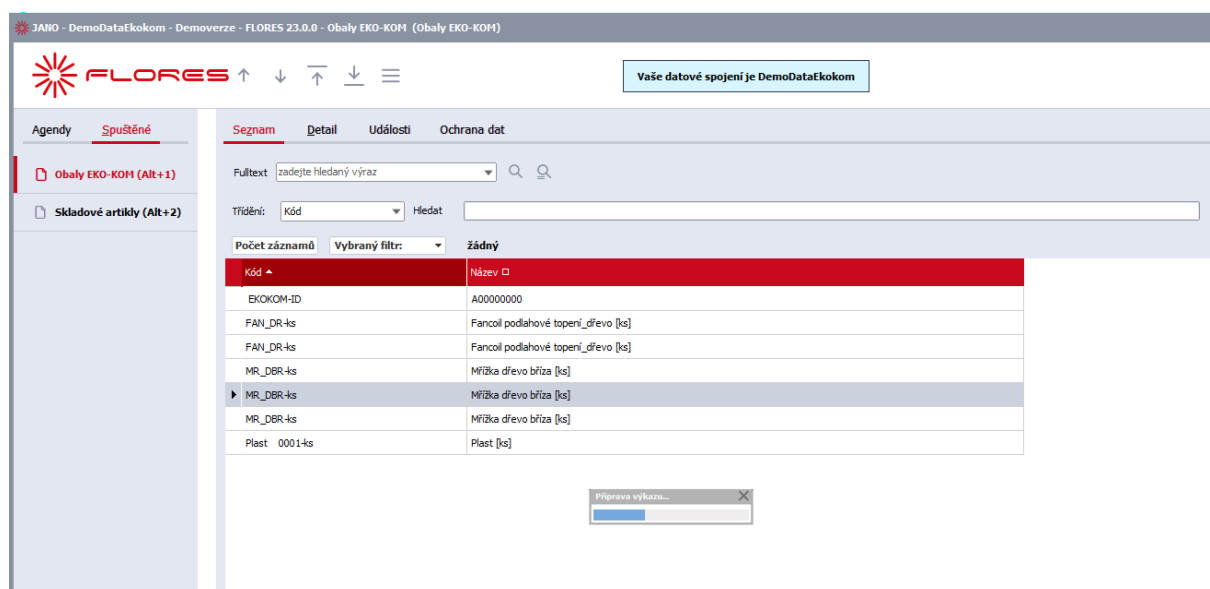 JANO - DemoDataEkokom - Demoverze - FLORES 23.0.0 - Obaly EKO-KOM (Obaly EKO-KOM)
FLORES
Vaše datové spojení je DemoDataEkokom
Agendy Spuštěné
Seznam Detail Události Ochrana dat
Obaly EKO-KOM (Alt+1)
Fulltext zadejte hledaný výraz
Skladové artikly (Alt+2)
Třídění: Kód Hledat
Počet záznamů Vybraný filtr: žádný
Kód Název
EKOKOM-ID A00000000
FAN_DR-ks Fancoil podlahové topení_dřevo [ks]
FAN_DR-ks Fancoil podlahové topení_dřevo [ks]
MR_DBR-ks Mřížka dřevo bříza [ks]
MR_DBR-ks Mřížka dřevo bříza [ks]
MR_DBR-ks Mřížka dřevo bříza [ks]
Plast 0001-ks Plast [ks]
Příprava výkazu...